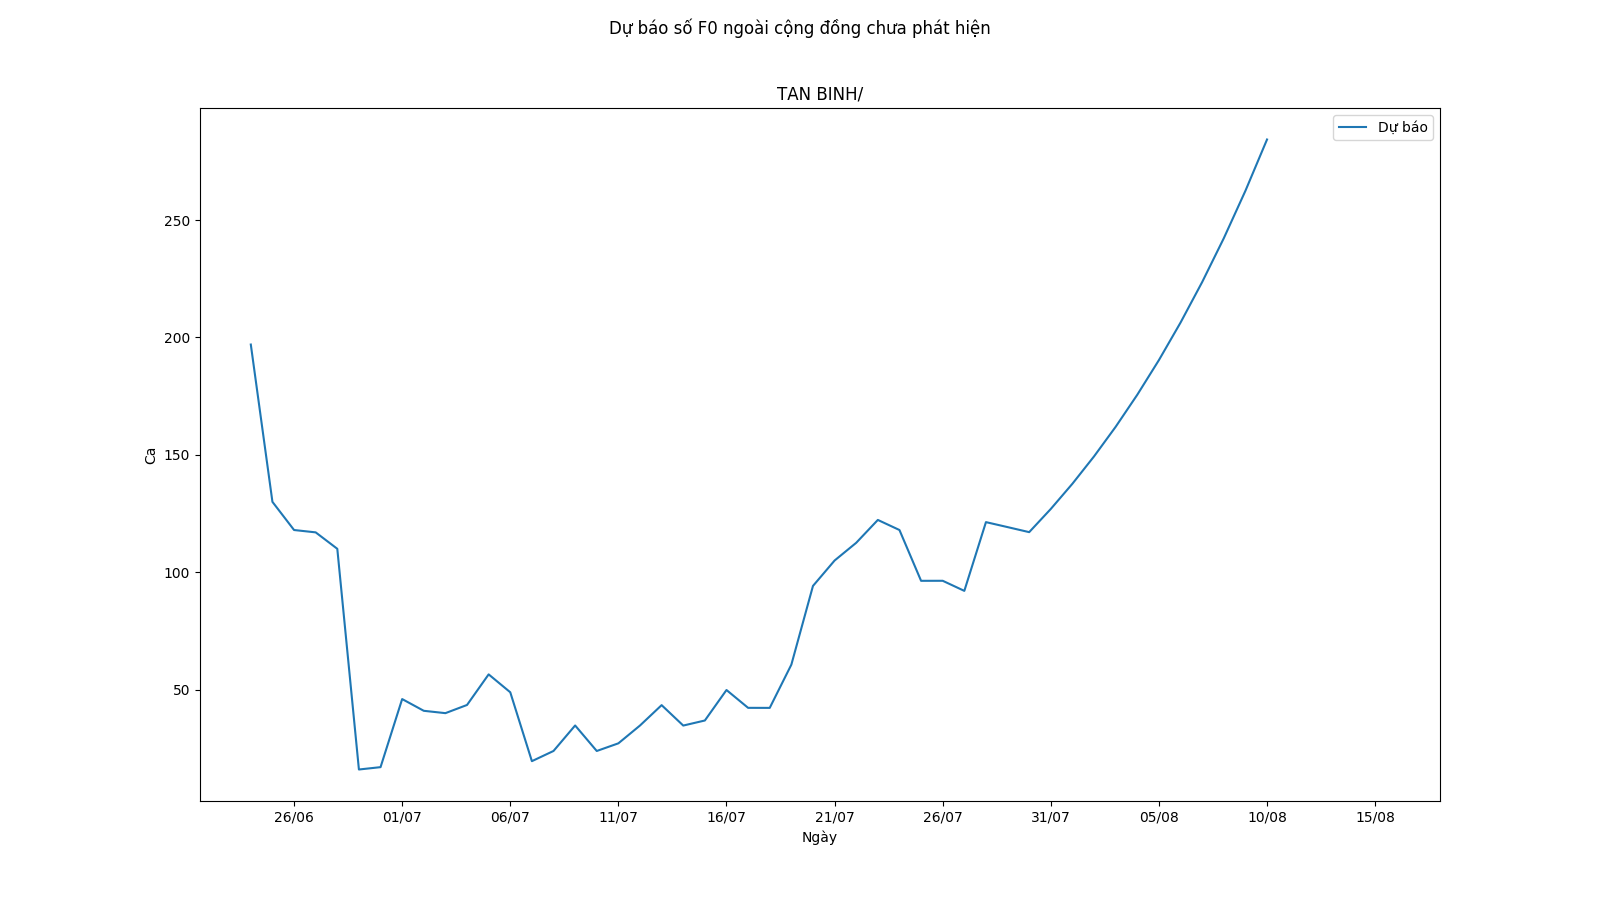 Dự báo số F0 ngoài cộng đồng chưa phát hiện
TAN BINH/
Dự báo
250
200
150
100
50
Ca
26/06 01/07 06/07 11/07 16/07 21/07 26/07 31/07 05/08 10/08 15/08
Ngày